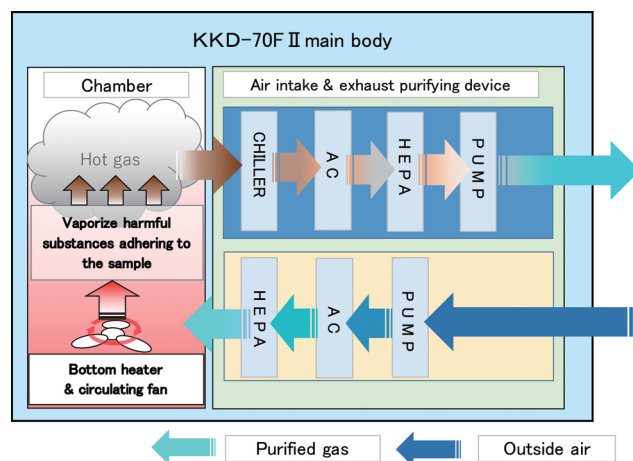 KKD-70FⅡ main body
Chamber
Air intake & exhaust purifying device
Hot gas
Vaporize harmful
substances adhering to
the sample
Bottom heater
& circulating fan
CHILLER
AC
HEPA
PUMP
HEPA
AC
PUMP
Purified gas
Outside air